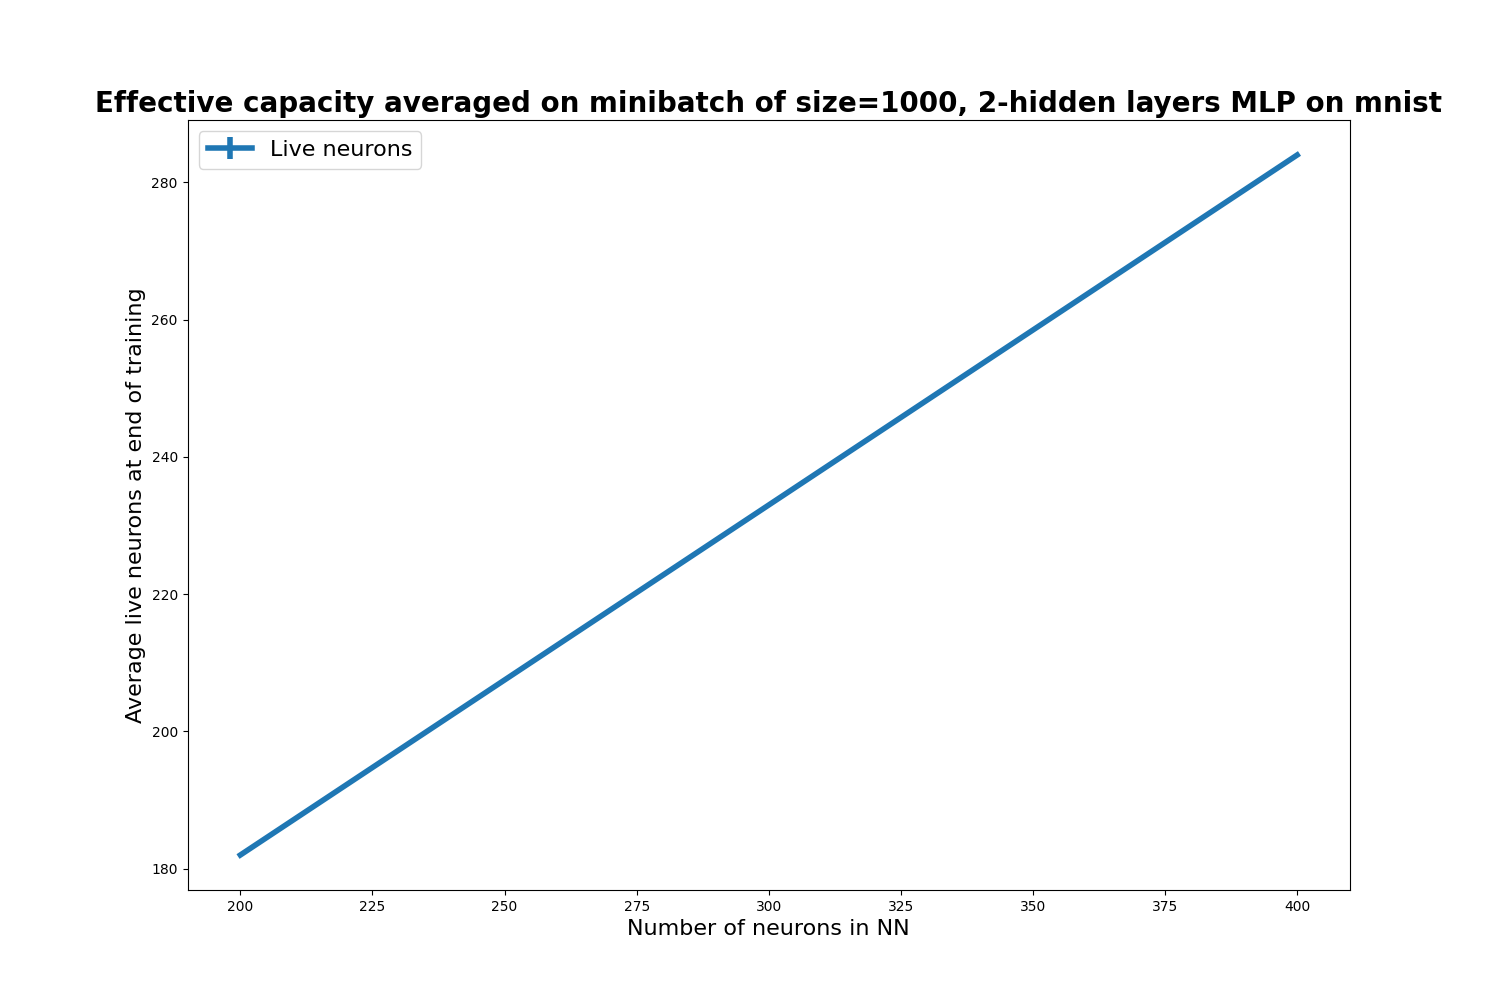 Effective capacity averaged on minibatch of size=1000, 2-hidden layers MLP on mnist
Live neurons
Average live neurons at end of training
280
260
240
220
200
180
200 225 250 275 300 325 350 375 400
Number of neurons in NN